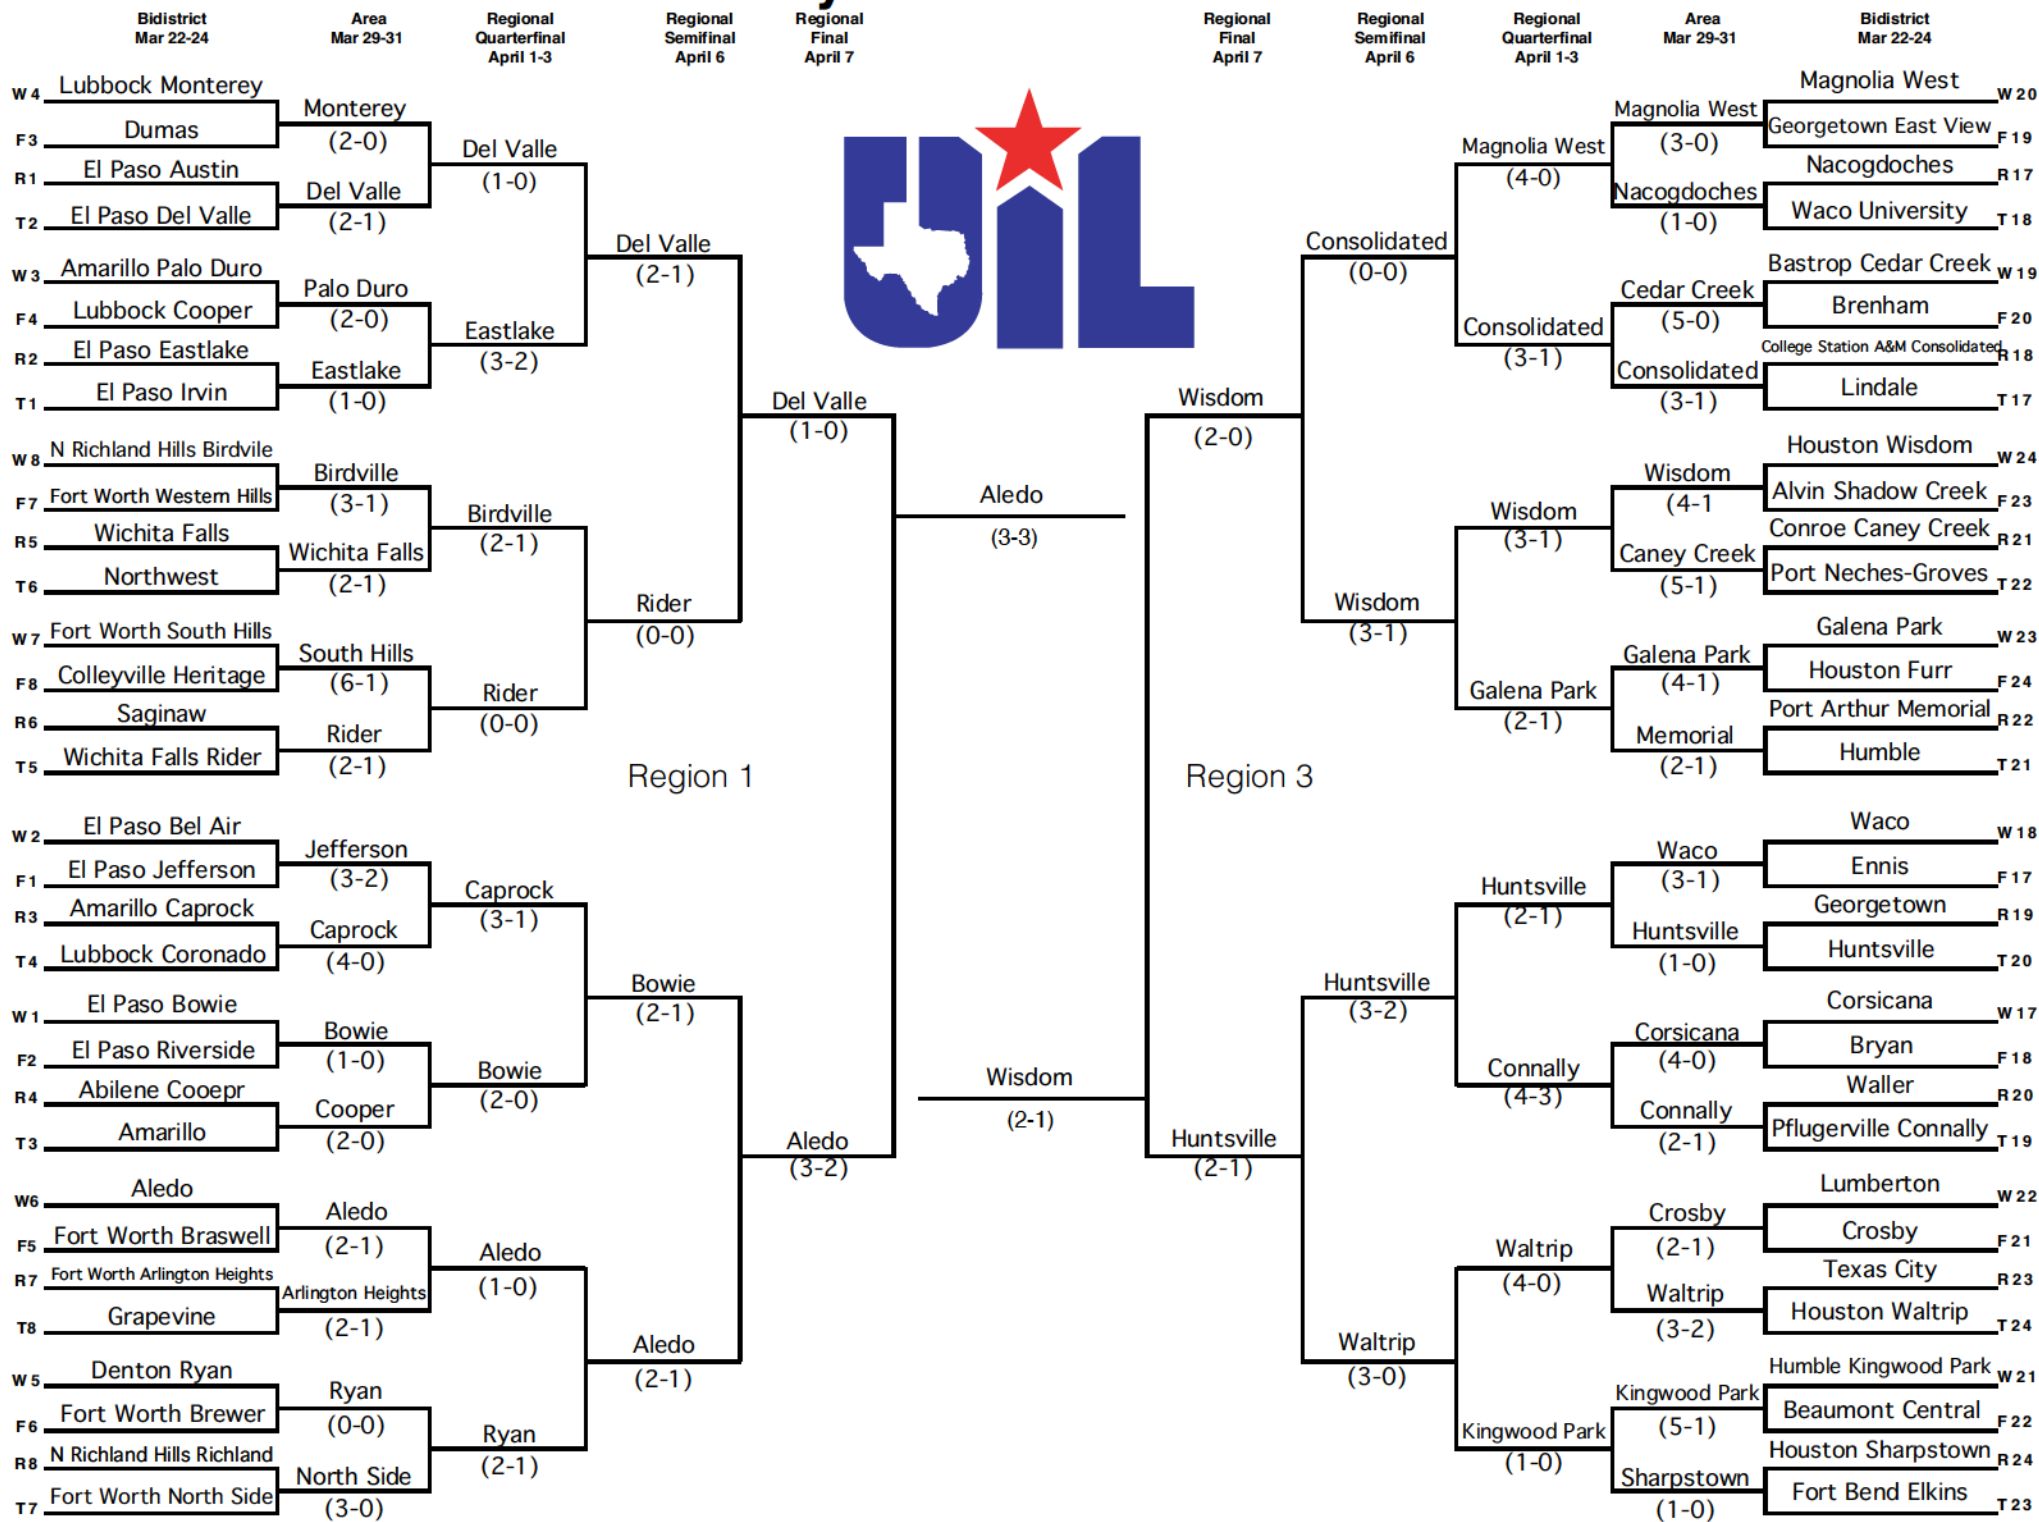 Bidistrict
Mar 22-24
Area
Mar 29-31
Regional
Quarterfinal
April 1-3
Regional
Semifinal
April 6
Regional
Final
April 7
Regional
Final
April 7
Regional
Semifinal
April 6
Regional
Quarterfinal
April 1-3
Area
Mar 29-31
Bidistrict
Mar 22-24
W 4 Lubbock Monterey
F 3 Dumas
R 1 El Paso Austin
T 2 El Paso Del Valle
W 3 Amarillo Palo Duro
F 4 Lubbock Cooper
R 2 El Paso Eastlake
T 1 El Paso Irvin
W 8 N Richland Hills Birdvile
F 7 Fort Worth Western Hills
R 5 Wichita Falls
T 6 Northwest
W 7 Fort Worth South Hills
F 8 Colleyville Heritage
R 6 Saginaw
T 5 Wichita Falls Rider
W 2 El Paso Bel Air
F 1 El Paso Jefferson
R 3 Amarillo Caprock
T 4 Lubbock Coronado
W 1 El Paso Bowie
F2 El Paso Riverside
R 4 Abilene Cooepr
T 3 Amarillo
W6 Aledo
F5 Fort Worth Braswell
R7 Fort Worth Arlington Heights
T8 Grapevine
W 5 Denton Ryan
F 6 Fort Worth Brewer
R 8 N Richland Hills Richland
T 7 Fort Worth North Side
Monterey
(2-0)
Del Valle
(2-1)
Palo Duro
(2-0)
Eastlake
(1-0)
Birdville
(3-1)
Wichita Falls
(2-1)
South Hills
(6-1)
Rider
(2-1)
Jefferson
(3-2)
Caprock
(4-0)
Bowie
(1-0)
Cooper
(2-0)
Aledo
(2-1)
Arlington Heights
(2-1)
Ryan
(0-0)
North Side
(3-0)
Del Valle
(1-0)
Eastlake
(3-2)
Birdville
(2-1)
Rider
(0-0)
Caprock
(3-1)
Bowie
(2-0)
Aledo
(1-0)
Ryan
(2-1)
Del Valle
(2-1)
Rider
(0-0)
Bowie
(2-1)
Aledo
(2-1)
Region 1
Del Valle
(1-0)
Aledo
(3-2)
UIL
Aledo
(3-3)
Wisdom
(2-1)
Wisdom
(2-0)
Huntsville
(2-1)
Region 3
Consolidated
(0-0)
Wisdom
(3-1)
Huntsville
(3-2)
Waltrip
(3-0)
Magnolia West
(4-0)
Consolidated
(3-1)
Wisdom
(3-1)
Galena Park
(2-1)
Huntsville
(2-1)
Connally
(4-3)
Waltrip
(4-0)
Kingwood Park
(1-0)
Magnolia West
(3-0)
Nacogdoches
(1-0)
Cedar Creek
(5-0)
Consolidated
(3-1)
Wisdom
(4-1
Caney Creek
(5-1)
Galena Park
(4-1)
Memorial
(2-1)
Waco
(3-1)
Huntsville
(1-0)
Corsicana
(4-0)
Connally
(2-1)
Crosby
(2-1)
Waltrip
(3-2)
Kingwood Park
(5-1)
Sharpstown
(1-0)
Magnolia West W 20
Georgetown East View F 19
Nacogdoches R 17
Waco University T 18
Bastrop Cedar Creek W 19
Brenham F 20
College Station A&M Consolidated R 18
Lindale T 17
Houston Wisdom W 24
Alvin Shadow Creek F 23
Conroe Caney Creek R 21
Port Neches-Groves T 22
Galena Park W 23
Houston Furr F 24
Port Arthur Memorial R 22
Humble T 21
Waco W 18
Ennis F 17
Georgetown R 19
Huntsville T 20
Corsicana W 17
Bryan F 18
Waller R 20
Pflugerville Connally T 19
Lumberton W 22
Crosby F 21
Texas City R 23
Houston Waltrip T 24
Humble Kingwood Park W 21
Beaumont Central F 22
Houston Sharpstown R 24
Fort Bend Elkins T 23